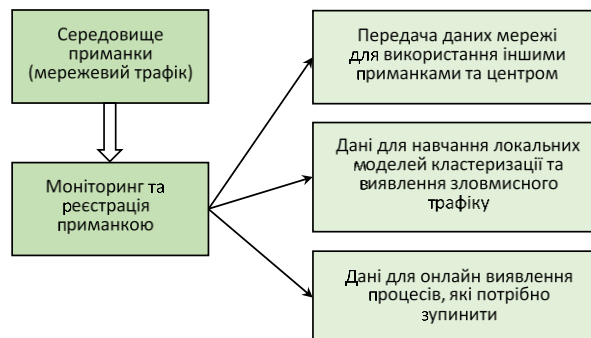 Середовище
приманки
(мережевий трафік)
Моніторинг та
реєстрація
приманкою
Передача даних мережі
для використання іншими
приманками та центром
Дані для навчання локальних
моделей кластеризації та
виявлення зловмисного
трафіку
Дані для онлайн виявлення
процесів, які потрібно
зупинити